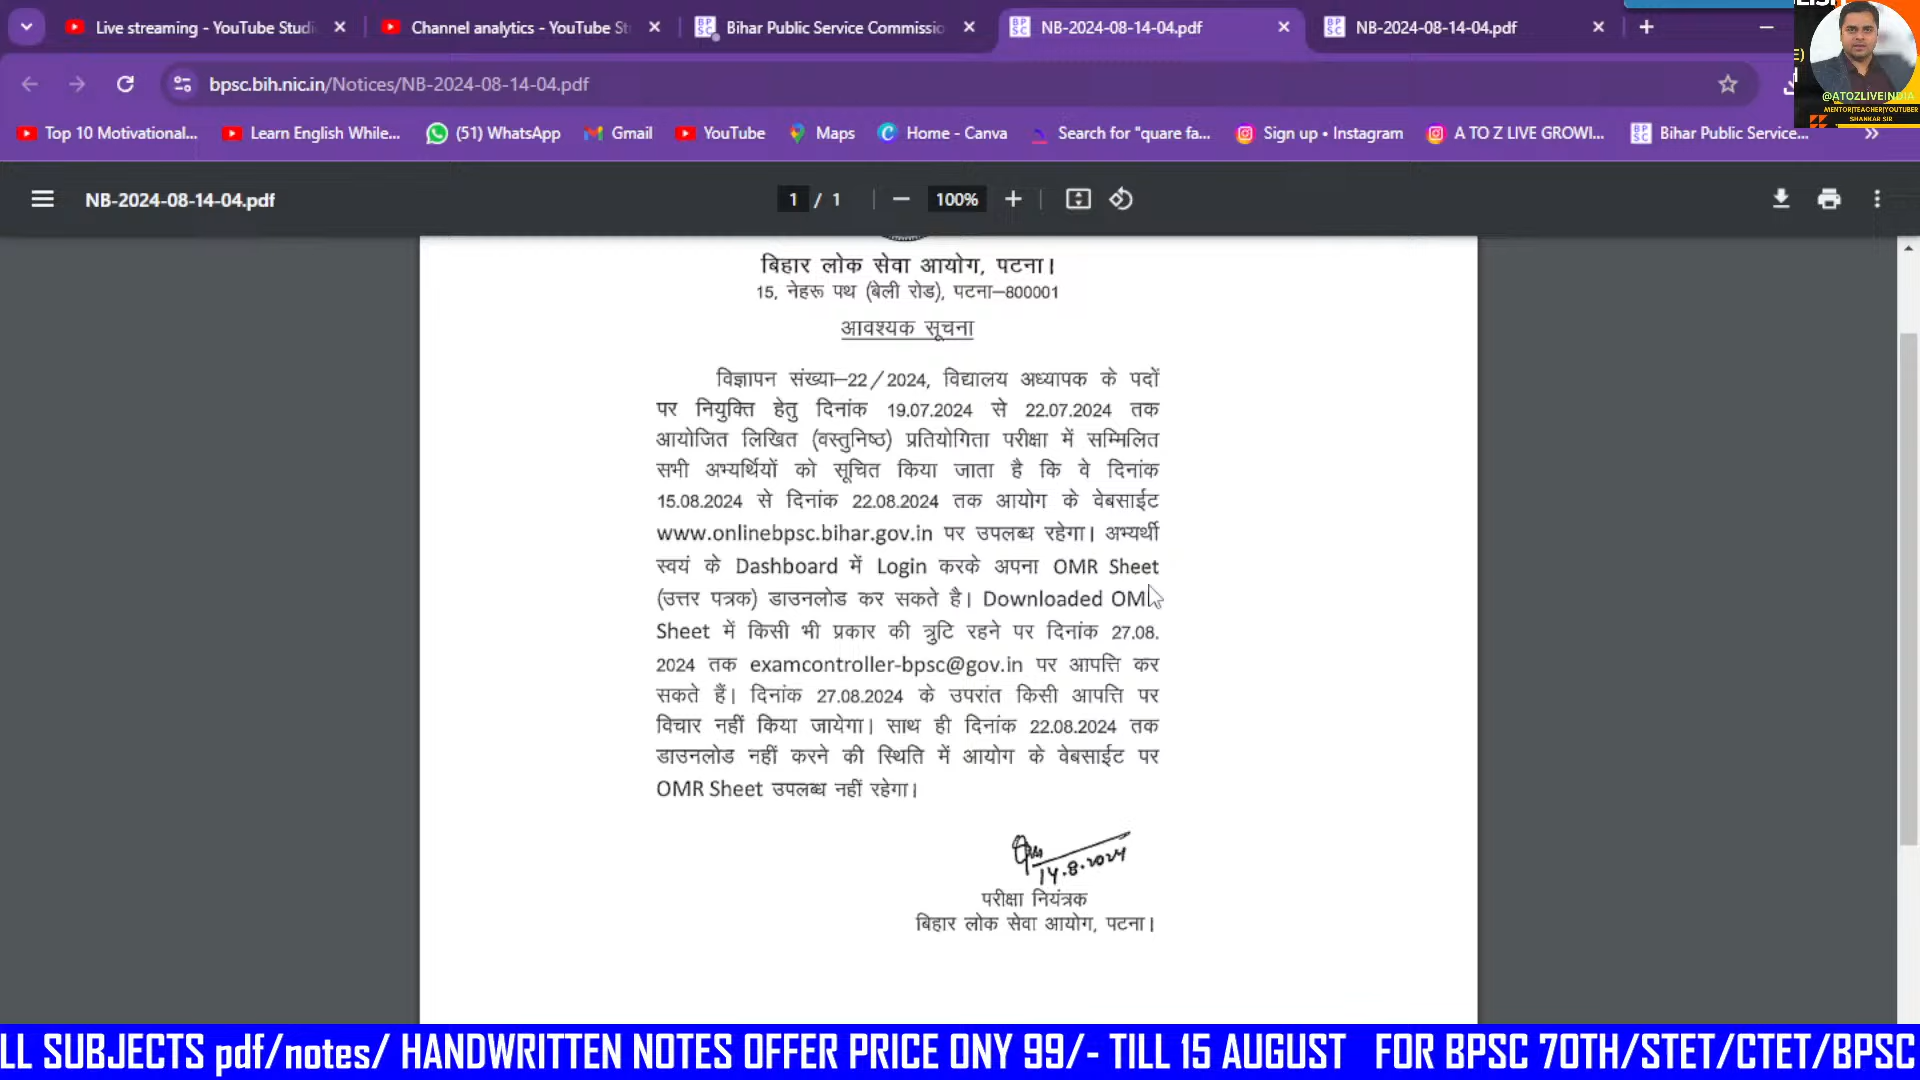 Live streaming - YouTube Studi
Channel analytics - YouTube St
Bihar Public Service Commissio
NB-2024-08-14-04.pdf
NB-2024-08-14-04.pdf
bpsc.bih.nic.in/Notices/NB-2024-08-14-04.pdf
@ATOZLIVEINDIA
MENTOR|TEACHER|YOUTUBER
SHANKAR SIR
Top 10 Motivational...
Learn English While...
(51) WhatsApp
Gmail
YouTube
Maps
Home - Canva
Search for "quare fa...
Sign up • Instagram
A TO Z LIVE GROWI...
Bihar Public Service...
NB-2024-08-14-04.pdf
1 / 1
100%
बिहार लोक सेवा आयोग, पटना।
15, नेहरू पथ (बेली रोड), पटना–800001
आवश्यक सूचना
विज्ञापन संख्या–22/2024, विद्यालय अध्यापक के पदों
पर नियुक्ति हेतु दिनांक 19.07.2024 से 22.07.2024 तक
आयोजित लिखित (वस्तुनिष्ठ) प्रतियोगिता परीक्षा में सम्मिलित
सभी अभ्यर्थियों को सूचित किया जाता है कि वे दिनांक
15.08.2024 से दिनांक 22.08.2024 तक आयोग के वेबसाईट
www.onlinebpsc.bihar.gov.in पर उपलब्ध रहेगा। अभ्यर्थी
स्वयं के Dashboard में Login करके अपना OMR Sheet
(उत्तर पत्रक) डाउनलोड कर सकते है। Downloaded OMR
Sheet में किसी भी प्रकार की त्रुटि रहने पर दिनांक 27.08.
2024 तक examcontroller-bpsc@gov.in पर आपत्ति कर
सकते हैं। दिनांक 27.08.2024 के उपरांत किसी आपत्ति पर
विचार नहीं किया जायेगा। साथ ही दिनांक 22.08.2024 तक
डाउनलोड नहीं करने की स्थिति में आयोग के वेबसाईट पर
OMR Sheet उपलब्ध नहीं रहेगा।
14.8.2024
परीक्षा नियंत्रक
बिहार लोक सेवा आयोग, पटना।
LL SUBJECTS pdf/notes/ HANDWRITTEN NOTES OFFER PRICE ONY 99/- TILL 15 AUGUST FOR BPSC 70TH/STET/CTET/BPSC